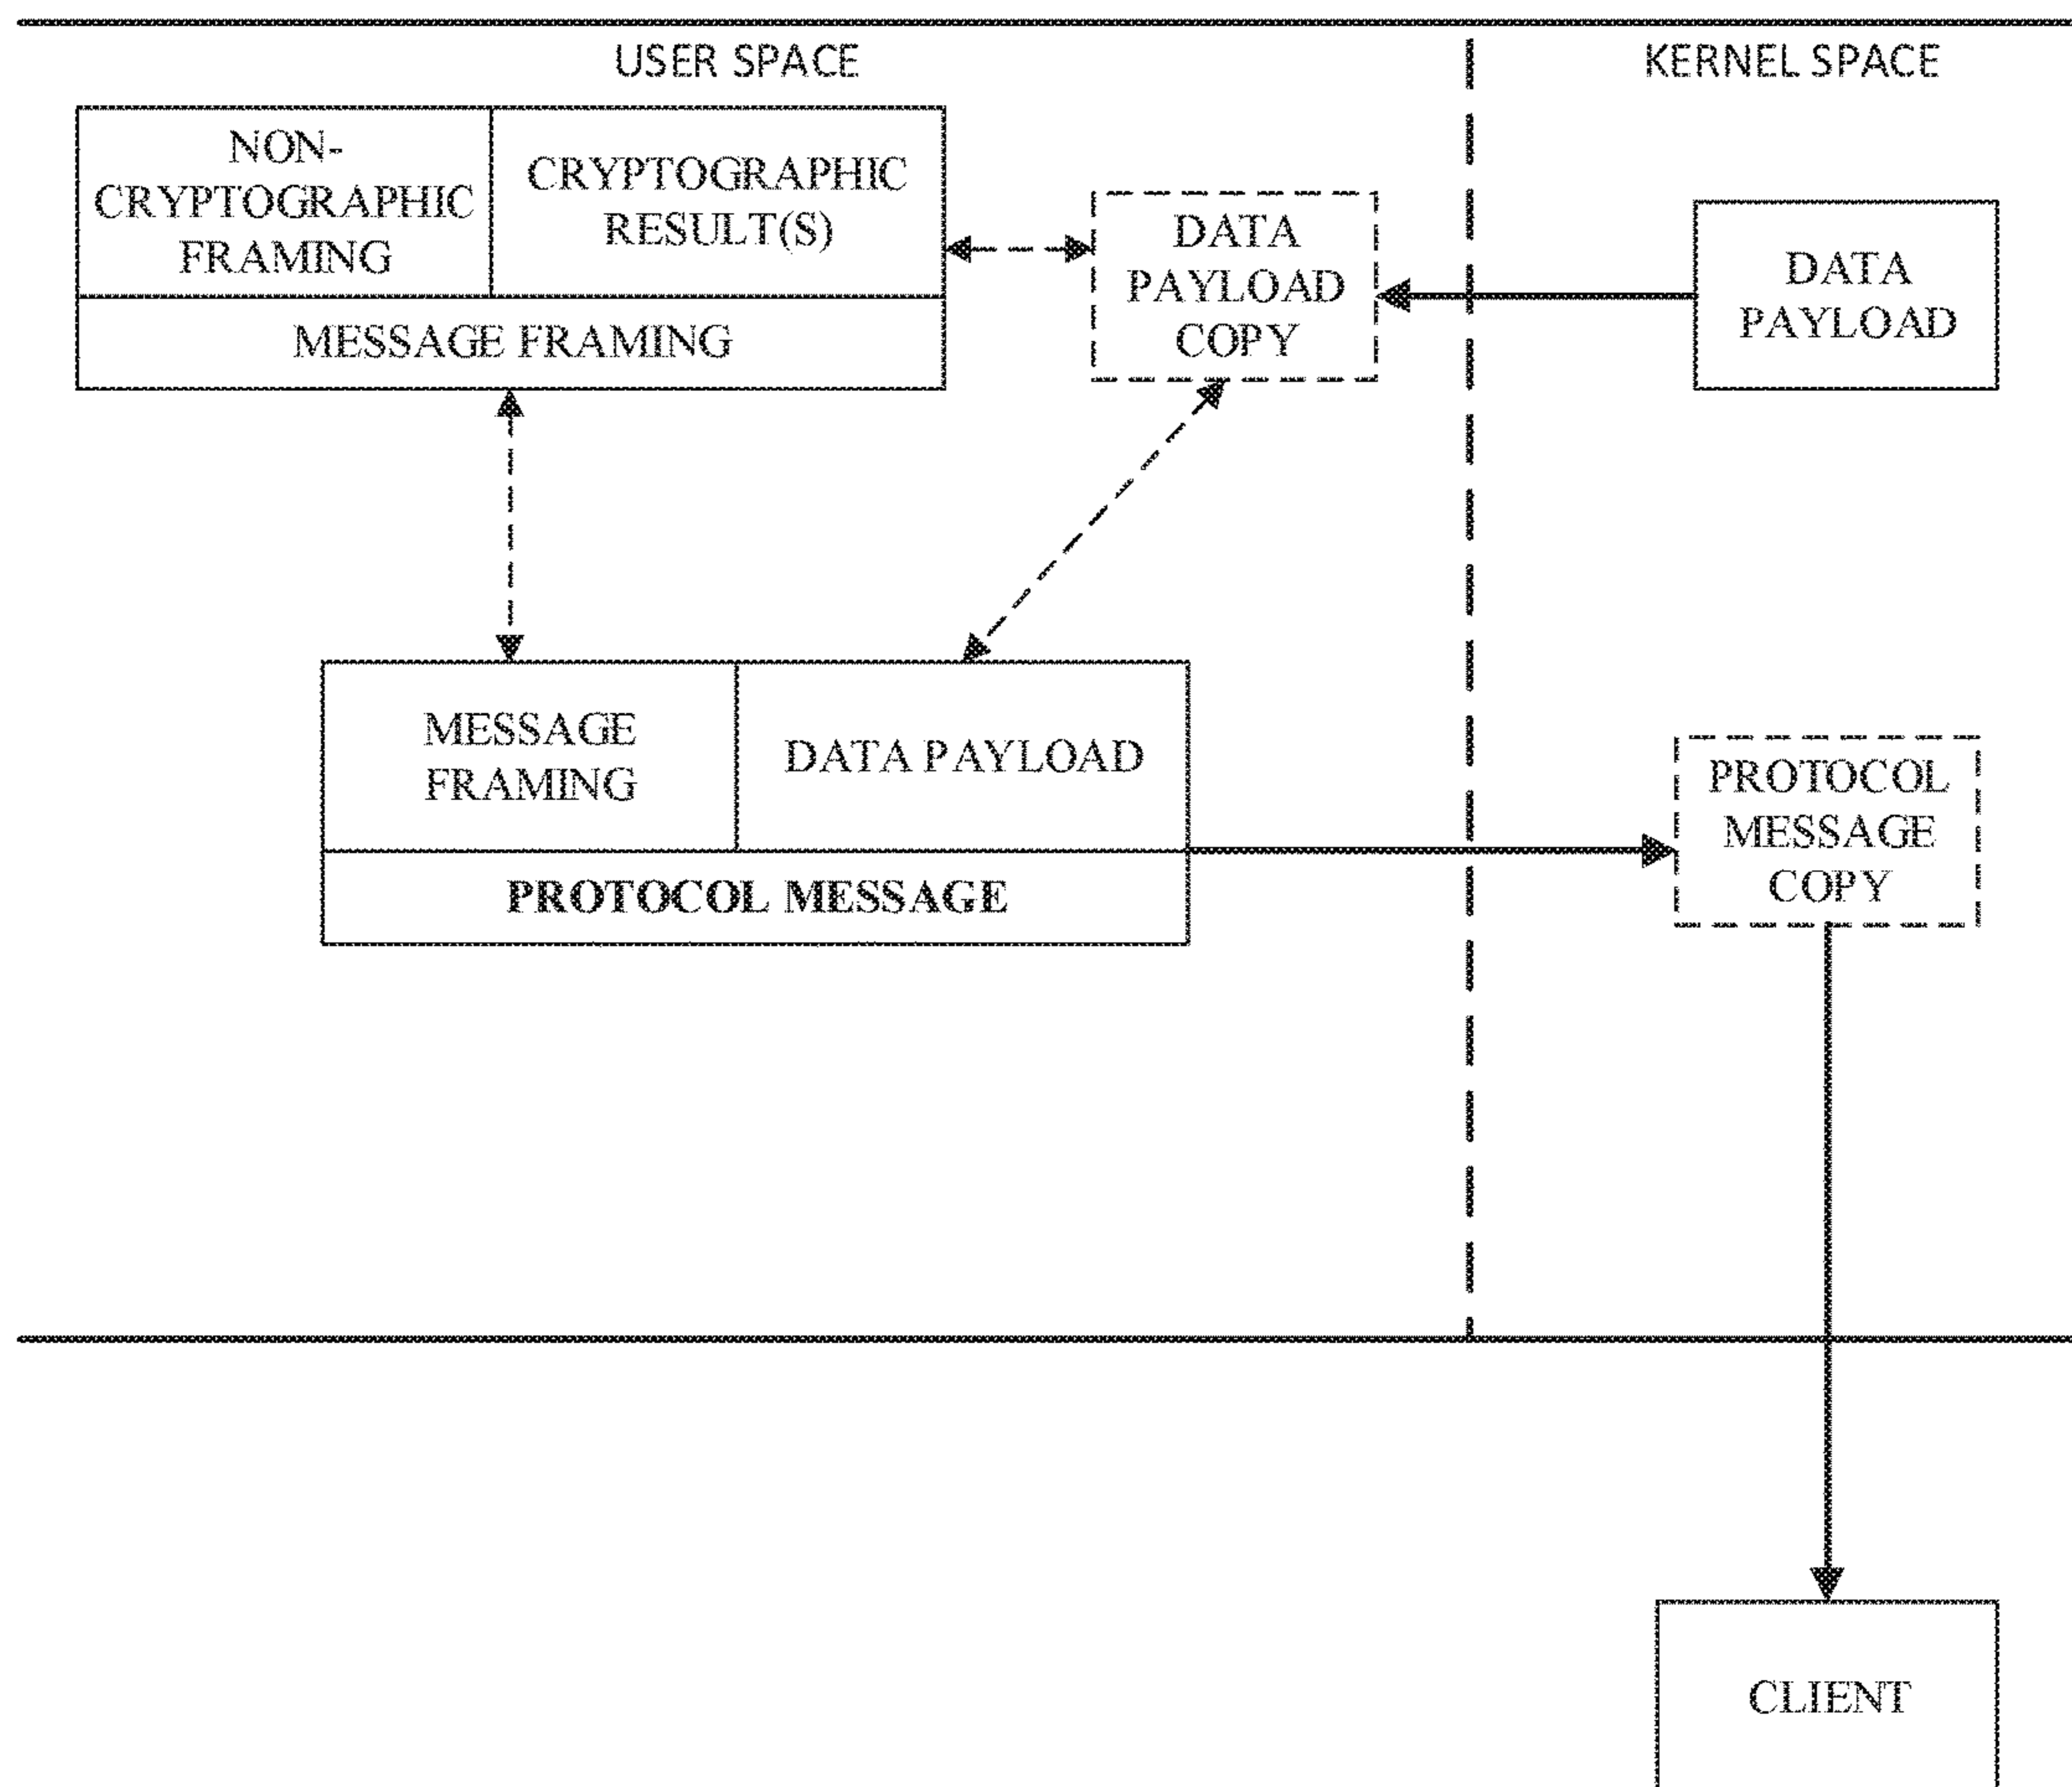 USER SPACE
KERNEL SPACE
NON-
CRYPTOGRAPHIC
FRAMING
CRYPTOGRAPHIC
RESULT(S)
MESSAGE FRAMING
DATA
PAYLOAD
COPY
DATA
PAYLOAD
MESSAGE
FRAMING
DATA PAYLOAD
PROTOCOL MESSAGE
PROTOCOL
MESSAGE
COPY
CLIENT